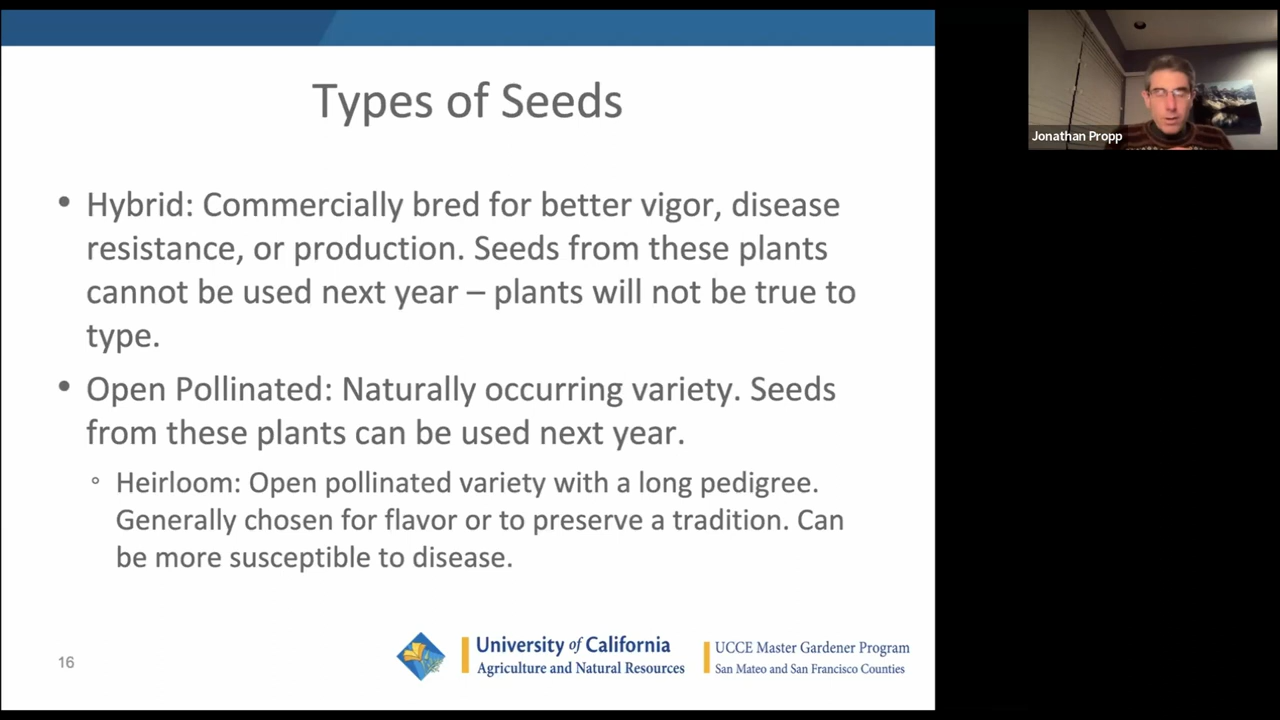 Types of Seeds
• Hybrid: Commercially bred for better vigor, disease
resistance, or production. Seeds from these plants
cannot be used next year – plants will not be true to
type.
• Open Pollinated: Naturally occurring variety. Seeds
from these plants can be used next year.
◦ Heirloom: Open pollinated variety with a long pedigree.
Generally chosen for flavor or to preserve a tradition. Can
be more susceptible to disease.
16
University of California
Agriculture and Natural Resources
UCCE Master Gardener Program
San Mateo and San Francisco Counties
Jonathan Propp